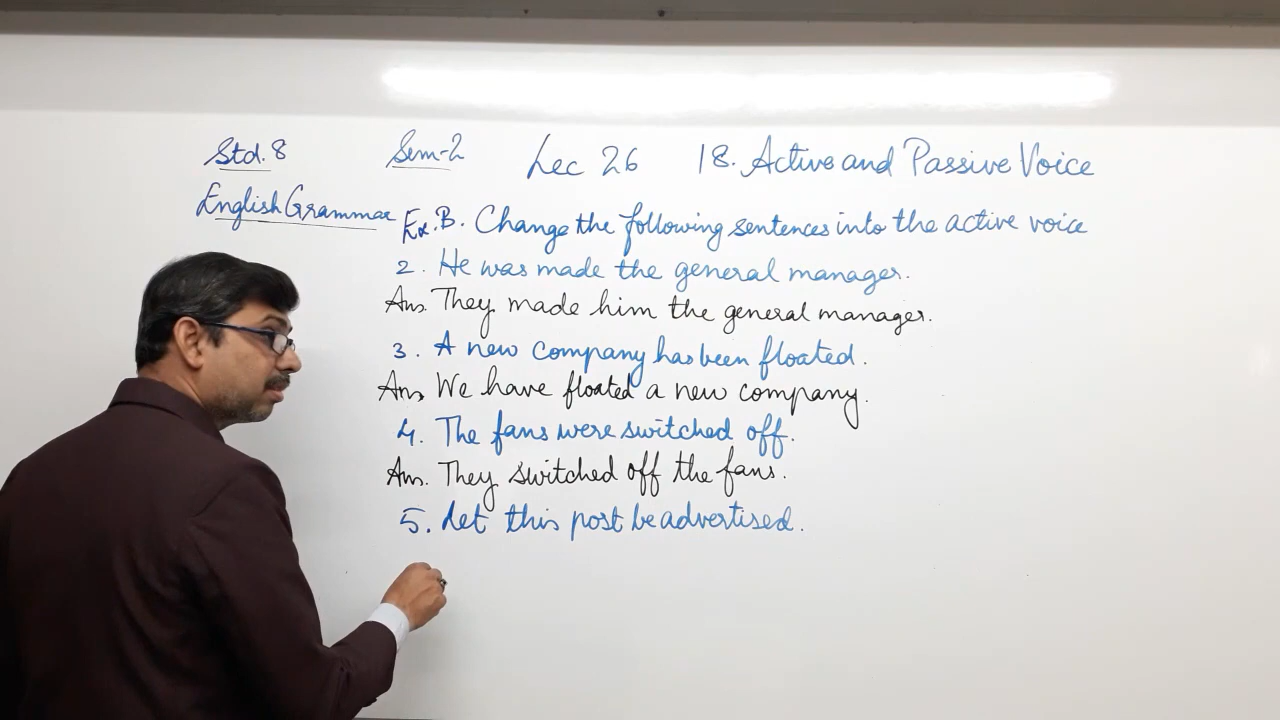 Std. 8 Sem-2 Lec 26 18. Active and Passive Voice
English Grammar
Ex. B. Change the following sentences into the active voice
2. He was made the general manager.
Ans. They made him the general manager.
3. A new company has been floated.
Ans. We have floated a new company.
4. The fans were switched off.
Ans. They switched off the fans.
5. Let this post be advertised.